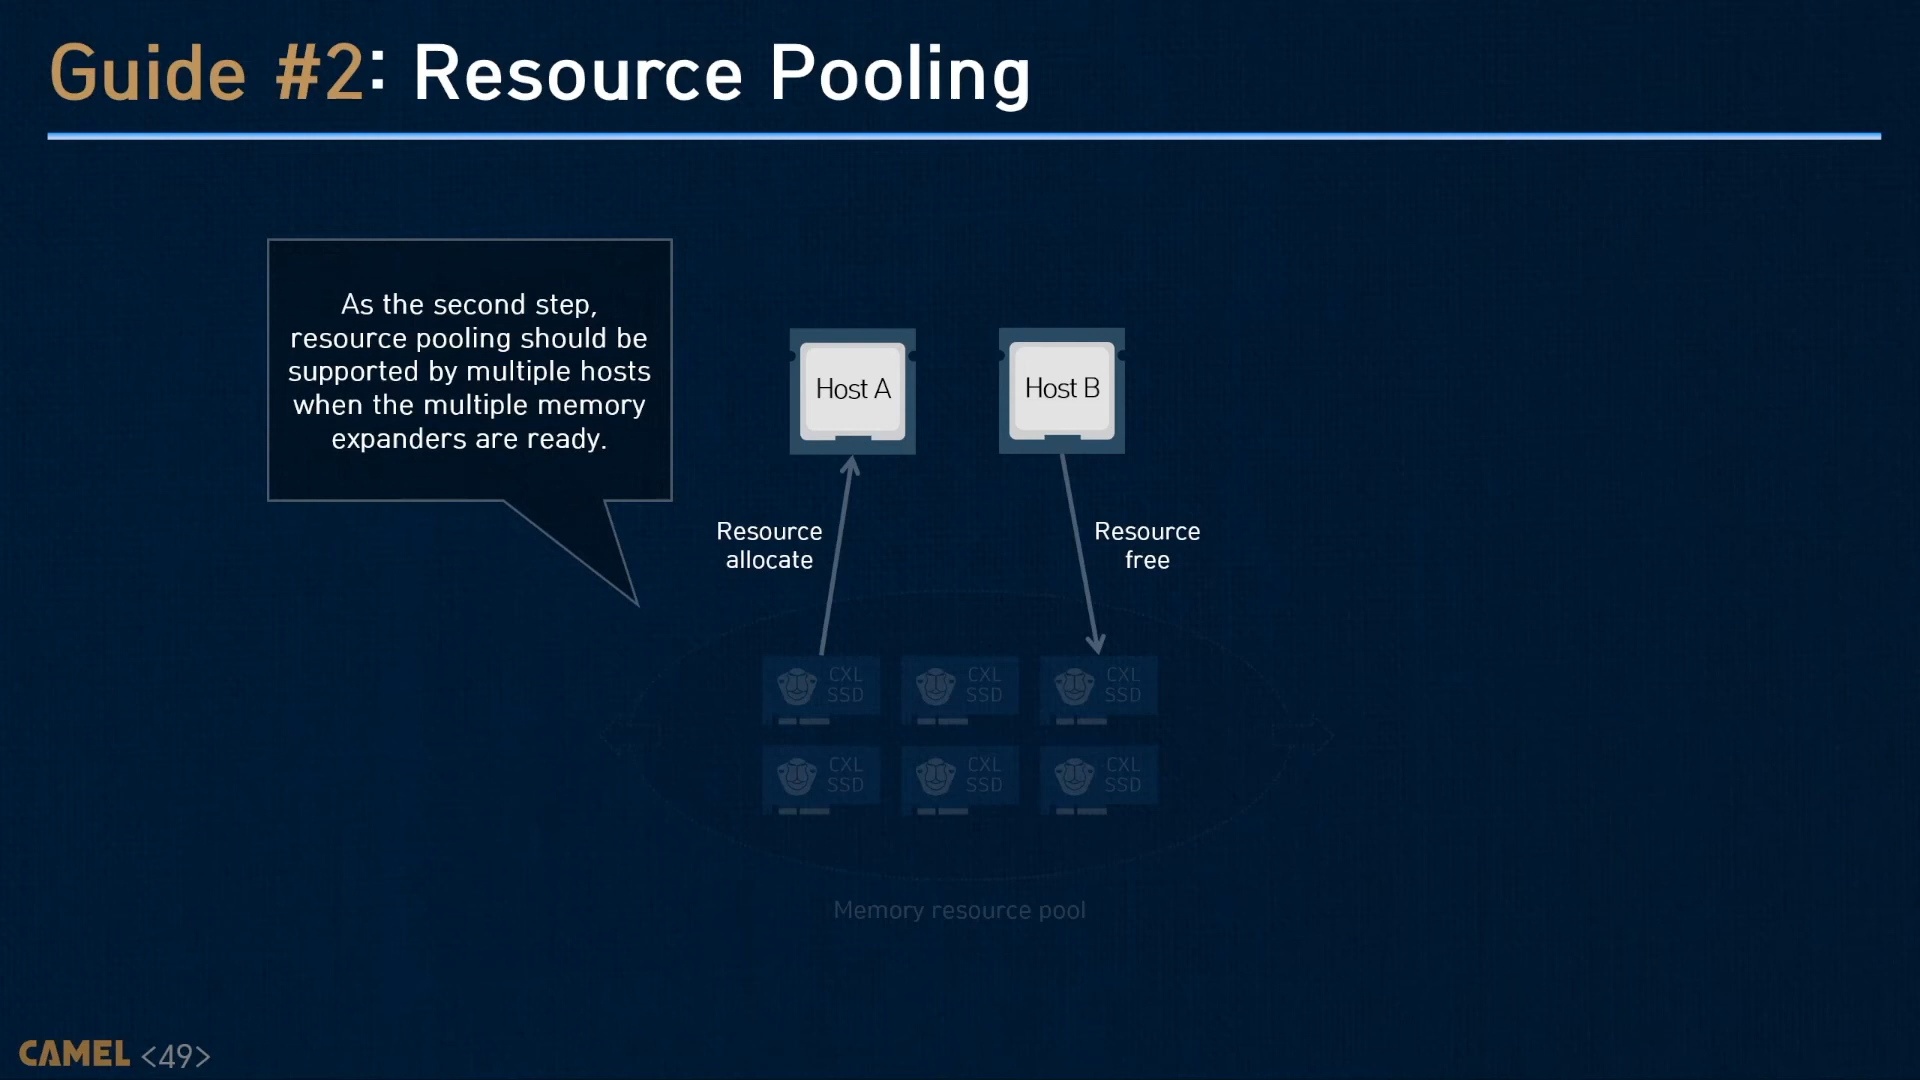 Guide #2: Resource Pooling
As the second step,
resource pooling should be
supported by multiple hosts
when the multiple memory
expanders are ready.
Host A
Host B
Resource
allocate
Resource
free
CXL
SSD
CXL
SSD
CXL
SSD
CXL
SSD
CXL
SSD
CXL
SSD
Memory resource pool
CAMEL <49>